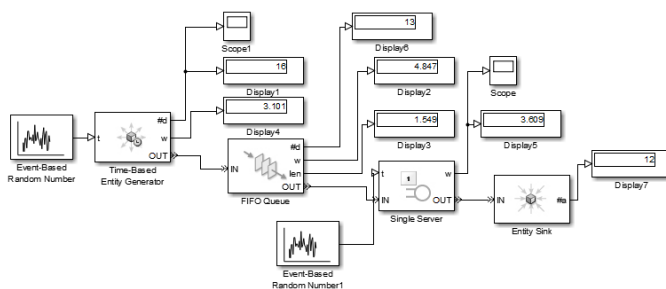 13
Display6
Scope1
16
Display1
4.847
Display2
Scope
3.101
Display4
1.549
Display3
3.609
Display5
#d
w
OUT
t
Event-Based
Random Number
Time-Based
Entity Generator
#d
w
len
OUT
IN
FIFO Queue
t
IN
1
w
OUT
Single Server
IN
#a
Entity Sink
12
Display7
Event-Based
Random Number1